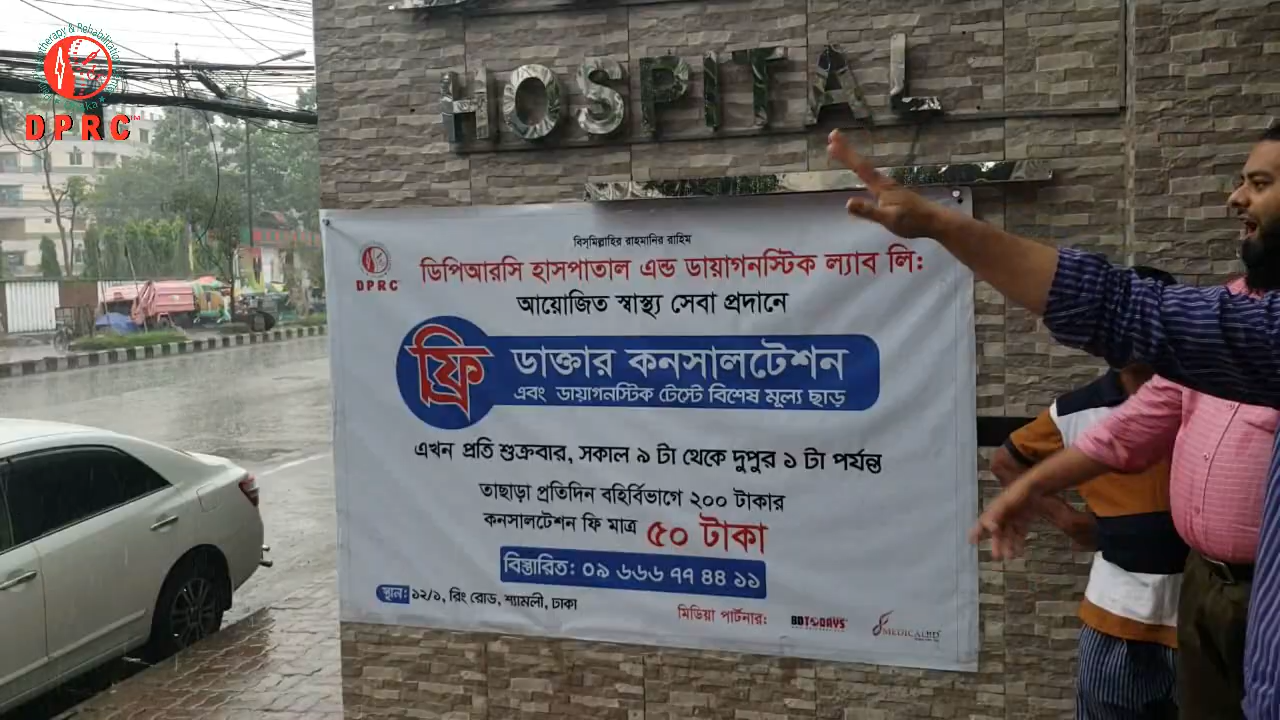 DPRC
HOSPITAL
বিসমিল্লাহির রাহমানির রাহিম
DPRC
ডিপিআরসি হাসপাতাল এন্ড ডায়াগনস্টিক ল্যাব লি:
আয়োজিত স্বাস্থ্য সেবা প্রদানে
ফ্রি ডাক্তার কনসালটেশন
এবং ডায়াগনস্টিক টেস্টে বিশেষ মূল্য ছাড়
এখন প্রতি শুক্রবার, সকাল ৯ টা থেকে দুপুর ১ টা পর্যন্ত
তাছাড়া প্রতিদিন বহির্বিভাগে ২০০ টাকার
কনসালটেশন ফি মাত্র ৫০ টাকা
বিস্তারিত: ০৯ ৬৬৬ ৭৭ ৪৪ ১১
স্থান: ১২/১, রিং রোড, শ্যামলী, ঢাকা
মিডিয়া পার্টনার: BDTODAYS MEDICALBD